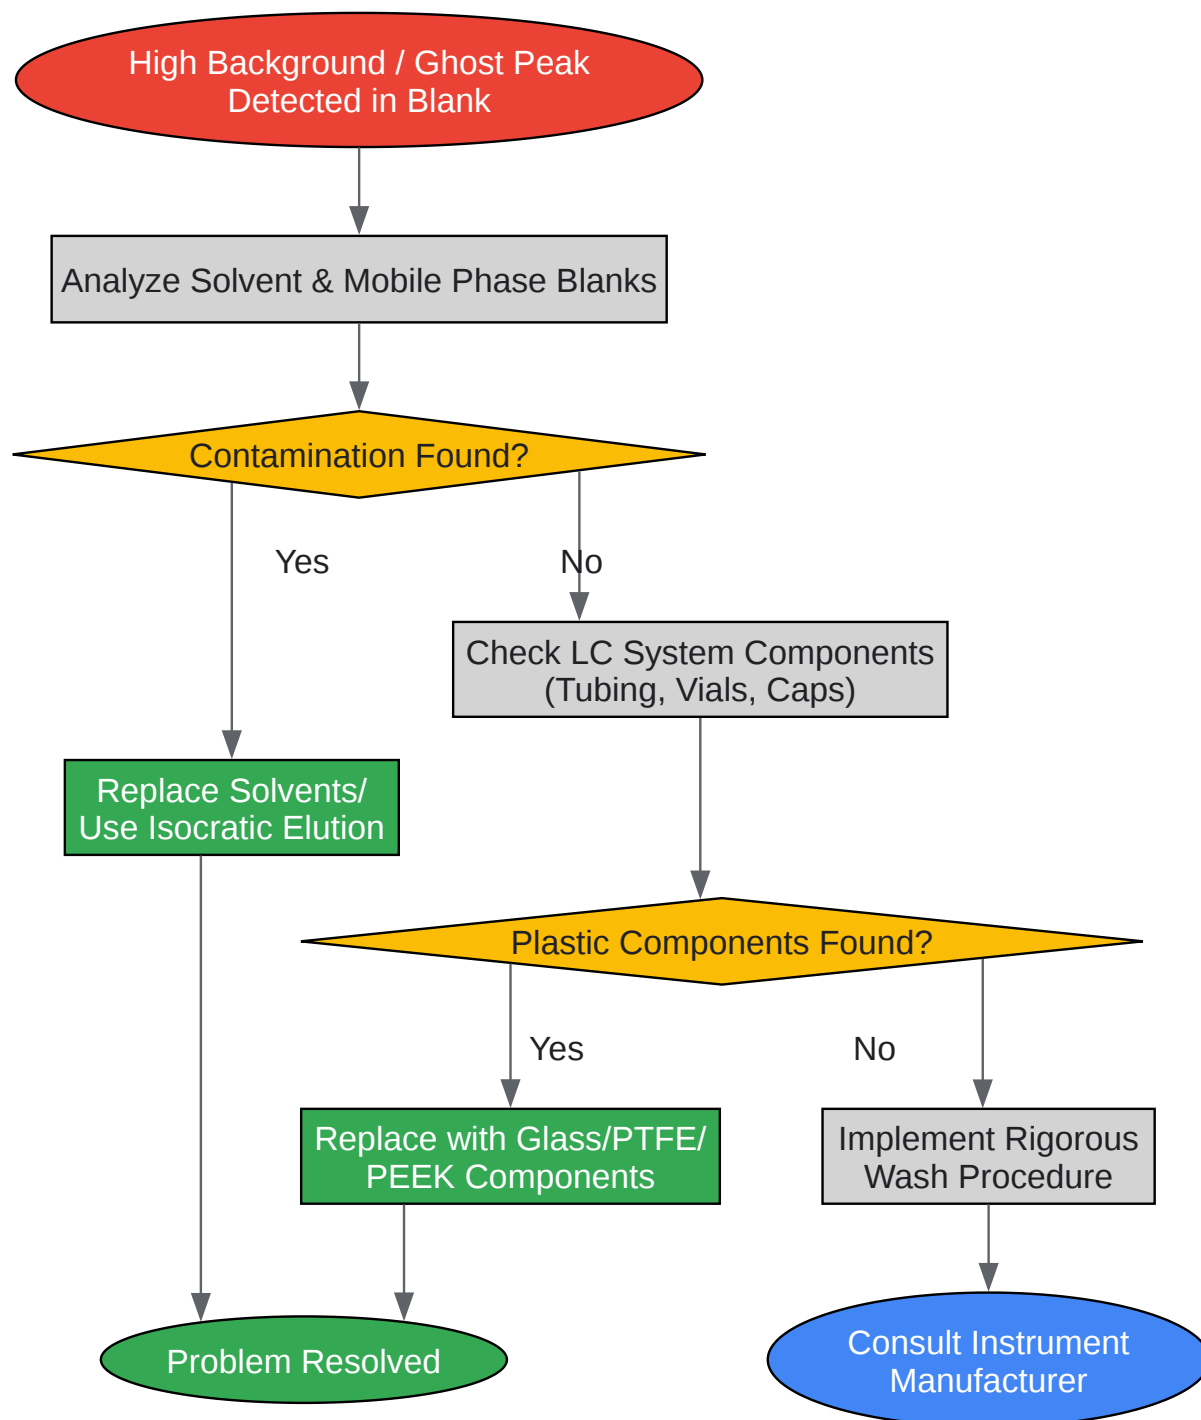 High Background / Ghost Peak
Detected in Blank
Analyze Solvent & Mobile Phase Blanks
Contamination Found?
Yes
No
Check LC System Components
(Tubing, Vials, Caps)
Replace Solvents/
Use Isocratic Elution
Plastic Components Found?
Yes
No
Replace with Glass/PTFE/
PEEK Components
Implement Rigorous
Wash Procedure
Problem Resolved
Consult Instrument
Manufacturer